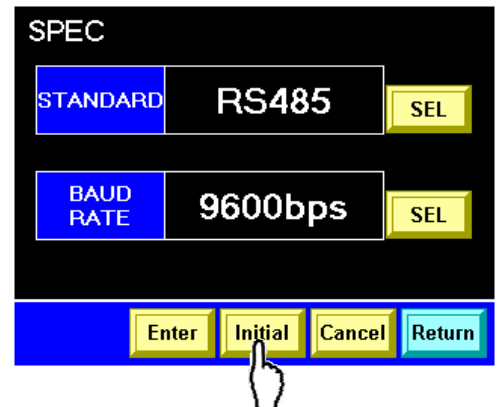 SPEC
STANDARD RS485 SEL
BAUD
RATE
9600bps SEL
Enter Initial Cancel Return